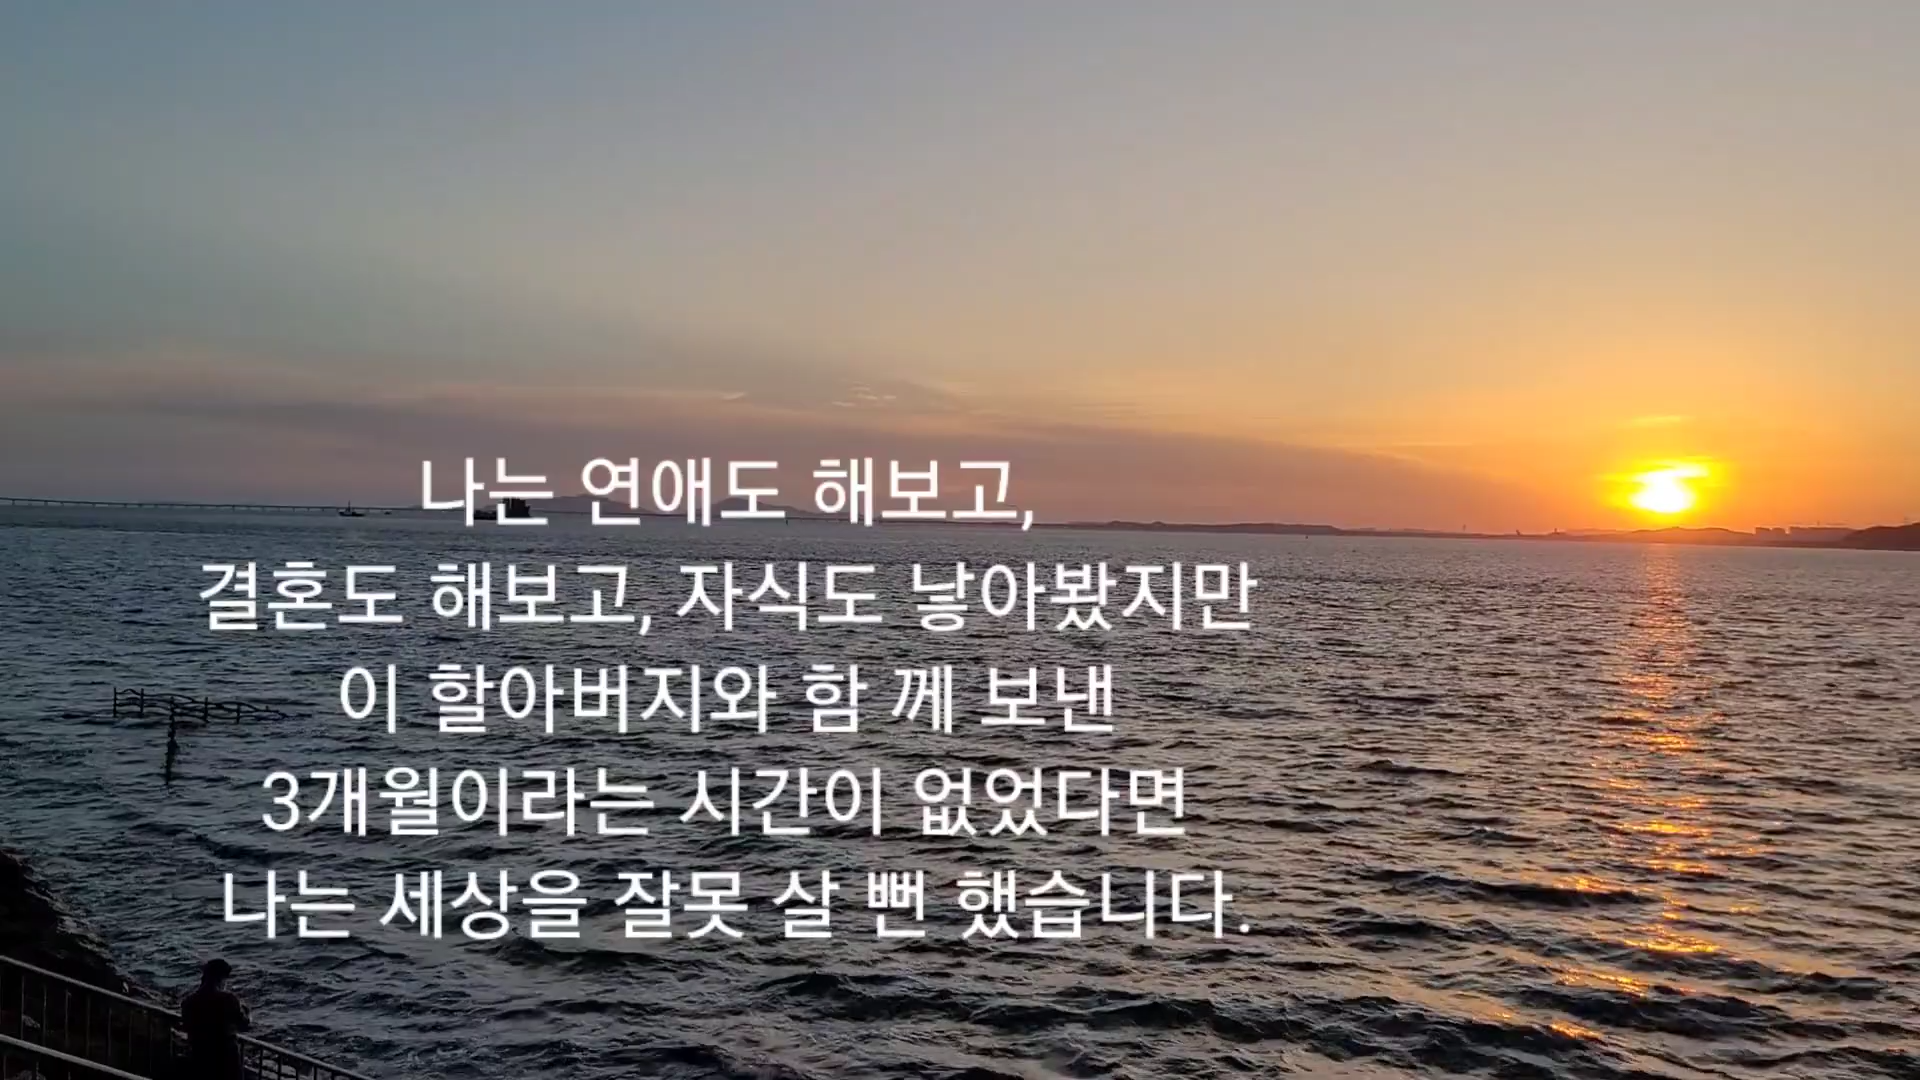 나는 연애도 해보고,
결혼도 해보고, 자식도 낳아봤지만
이 할아버지와 함 께 보낸
3개월이라는 시간이 없었다면
나는 세상을 잘못 살 뻔 했습니다.